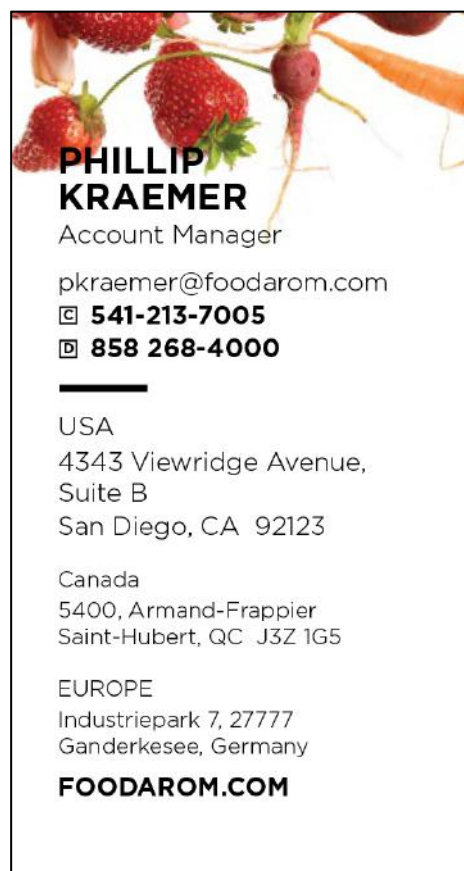 PHILLIP
KRAEMER
Account Manager
pkraemer@foodarom.com
C 541-213-7005
D 858 268-4000
USA
4343 Viewridge Avenue,
Suite B
San Diego, CA 92123
Canada
5400, Armand-Frappier
Saint-Hubert, QC J3Z 1G5
EUROPE
Industriepark 7, 27777
Ganderkesee, Germany
FOODAROM.COM